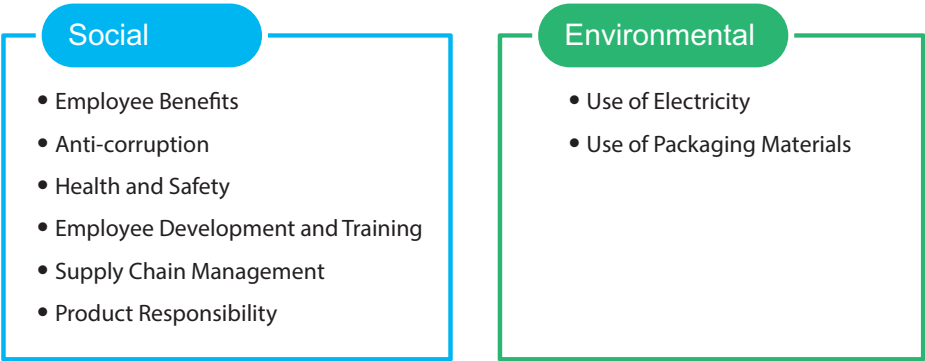 Social
• Employee Benefits
• Anti-corruption
• Health and Safety
• Employee Development and Training
• Supply Chain Management
• Product Responsibility
Environmental
• Use of Electricity
• Use of Packaging Materials